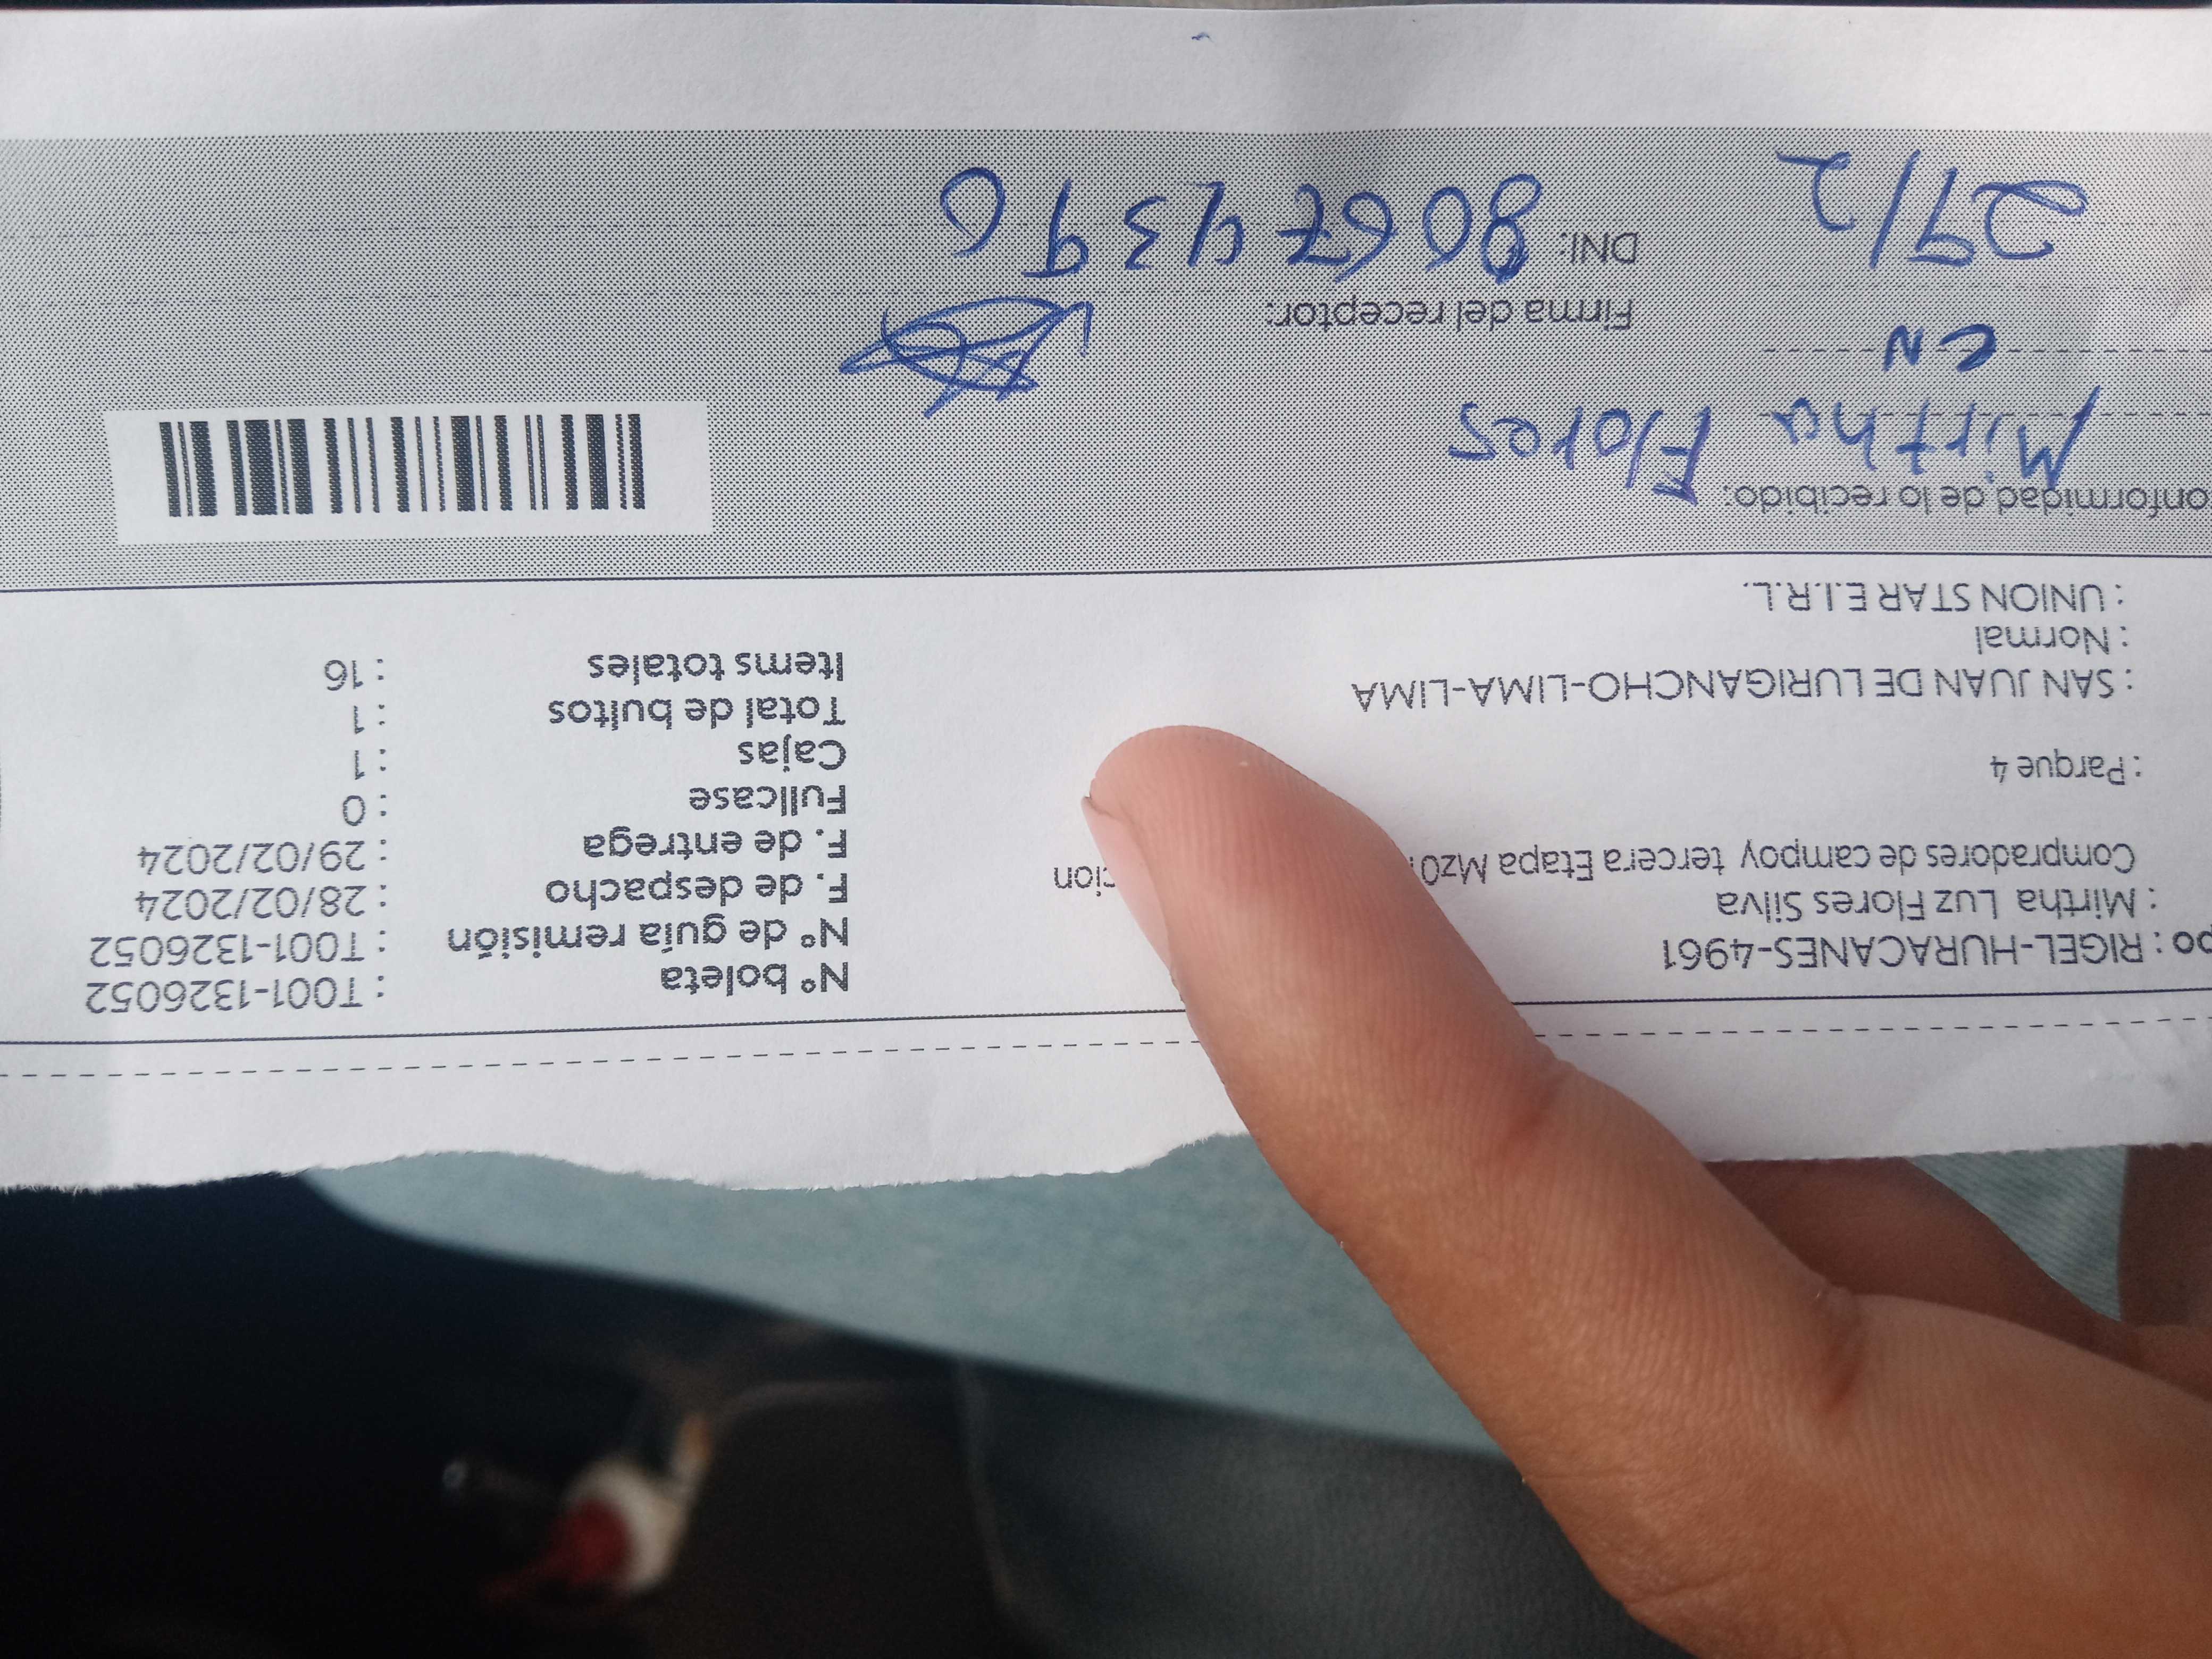 po : RIGEL-HURACANES-4961
: Mirtha Luz Flores Silva
Compradores de campoy tercera Etapa Mz0 ción
: Parque 4
: SAN JUAN DE LURIGANCHO-LIMA-LIMA
: Normal
: UNION STAR E.I.R.L.
N° boleta : T001-1326052
N° de guía remisión : T001-1326052
F. de despacho : 28/02/2024
F. de entrega : 29/02/2024
Fullcase : 0
Cajas : 1
Total de bultos : 1
Items totales : 16
onformidad de lo recibido:
Mirtha Flores
CN
Firma del receptor:
DNI: 80674396
29/2